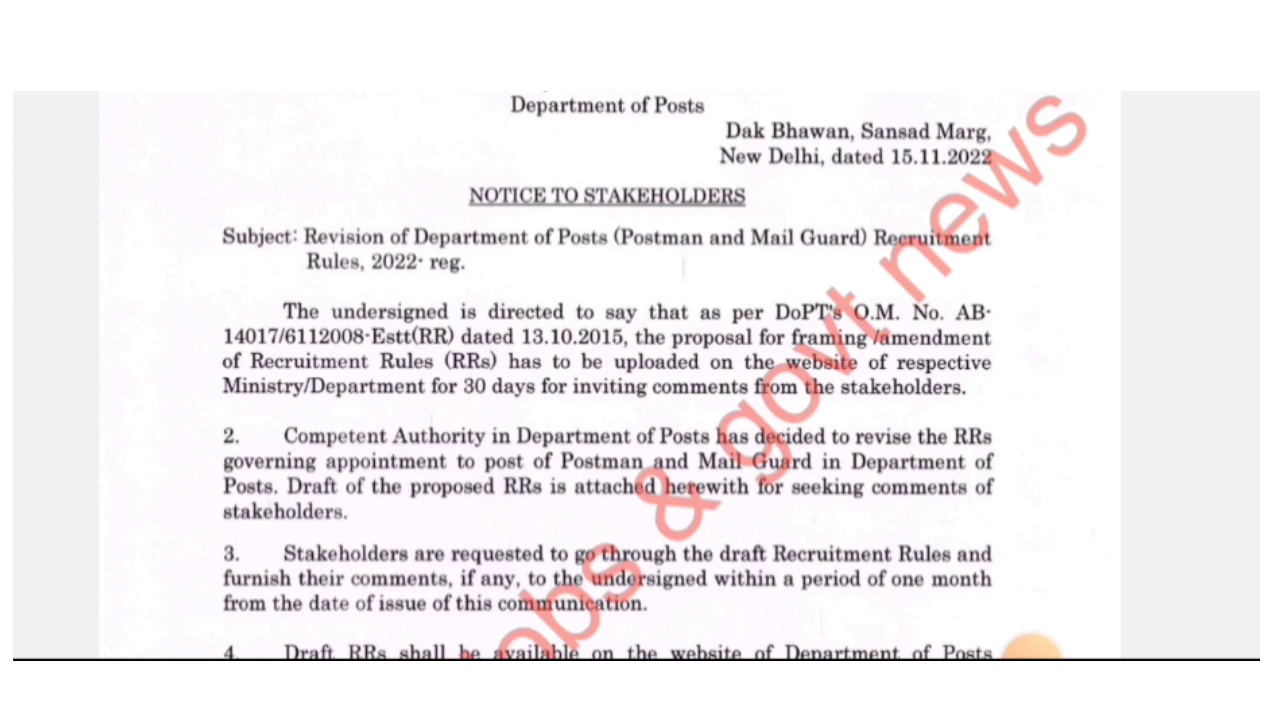 Department of Posts
Dak Bhawan, Sansad Marg,
New Delhi, dated 15.11.2022
NOTICE TO STAKEHOLDERS
Subject: Revision of Department of Posts (Postman and Mail Guard) Recruitment
Rules, 2022- reg.
The undersigned is directed to say that as per DoPT's O.M. No. AB-
14017/6112008-Estt(RR) dated 13.10.2015, the proposal for framing /amendment
of Recruitment Rules (RRs) has to be uploaded on the website of respective
Ministry/Department for 30 days for inviting comments from the stakeholders.
2. Competent Authority in Department of Posts has decided to revise the RRs
governing appointment to post of Postman and Mail Guard in Department of
Posts. Draft of the proposed RRs is attached herewith for seeking comments of
stakeholders.
3. Stakeholders are requested to go through the draft Recruitment Rules and
furnish their comments, if any, to the undersigned within a period of one month
from the date of issue of this communication.
4. Draft RRs shall be available on the website of Department of Posts
obs & govt news